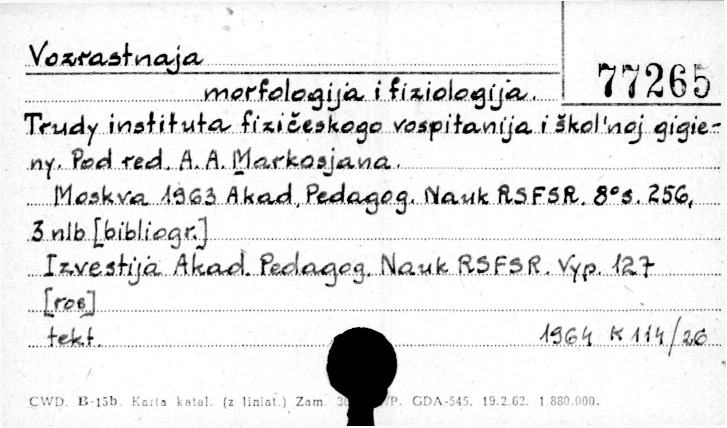 Vozrastnaja
77265
morfologija i fizjologija.
Trudy instituta fizičeskogo vospitanija i škol'noj gigie-
ny. Pod red. A. A. Markosjana.
Moskva 1963 Akad. Pedagog. Nauk RSFSR. 8° s. 256,
3 nlb [bibliogr.]
Izvestija Akad. Pedagog. Nauk RSFSR. Vyp. 127
[ros]
tekt. 1964 K 114/26
CWD. B-15b. Karta katal. (z liniat.) Zam. /P. GDA-545. 19.2.62. 1.880.000.